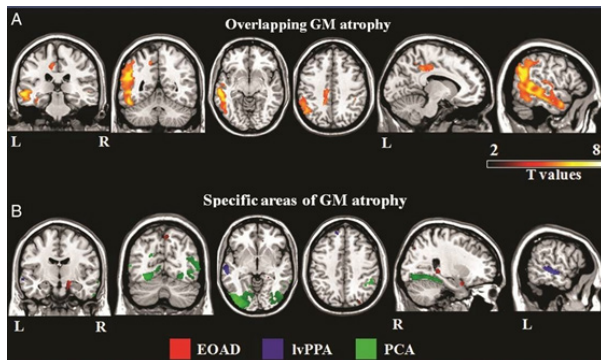 A
Overlapping GM atrophy
L
R
L
2
8
T values
B
Specific areas of GM atrophy
L
R
R
L
EOAD
lvPPA
PCA